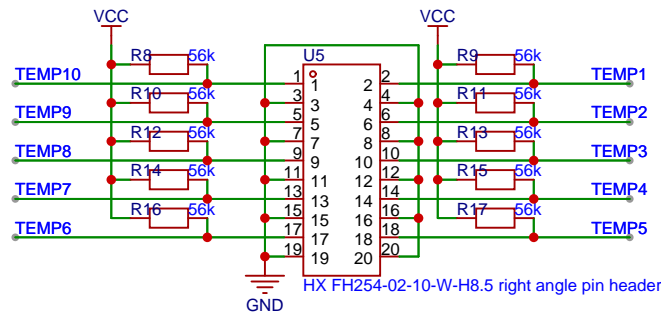 VCC VCC
U5
R8 56k R9 56k
TEMP10 1 1 2 2 TEMP1
R10 56k 3 3 4 4 R11 56k
TEMP9 5 5 6 6 TEMP2
R12 56k 7 7 8 8 R13 56k
TEMP8 9 9 10 10 TEMP3
R14 56k 11 11 12 12 R15 56k
TEMP7 13 13 14 14 TEMP4
R16 56k 15 15 16 16 R17 56k
TEMP6 17 17 18 18 TEMP5
19 19 20 20
HX FH254-02-10-W-H8.5 right angle pin header
GND